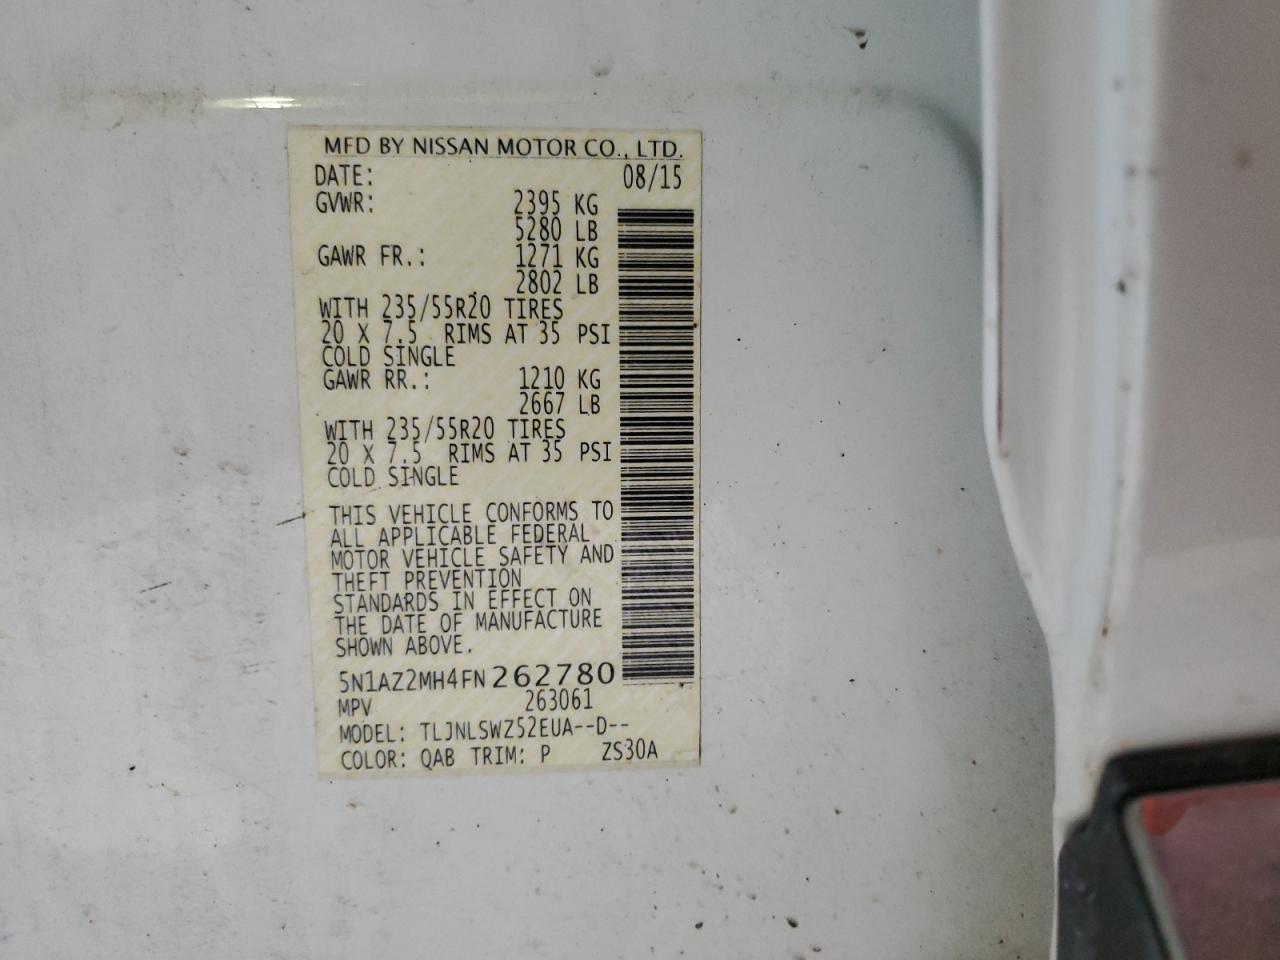 MFD BY NISSAN MOTOR CO., LTD.
DATE: 08/15
GVWR: 2395 KG
5280 LB
GAWR FR.: 1271 KG
2802 LB
WITH 235/55R20 TIRES
20 X 7.5 RIMS AT 35 PSI
COLD SINGLE
GAWR RR.: 1210 KG
2667 LB
WITH 235/55R20 TIRES
20 X 7.5 RIMS AT 35 PSI
COLD SINGLE
THIS VEHICLE CONFORMS TO
ALL APPLICABLE FEDERAL
MOTOR VEHICLE SAFETY AND
THEFT PREVENTION
STANDARDS IN EFFECT ON
THE DATE OF MANUFACTURE
SHOWN ABOVE.
5N1AZ2MH4FN262780
MPV 263061
MODEL: TLJNLSWZ52EUA--D--
COLOR: QAB TRIM: P ZS30A